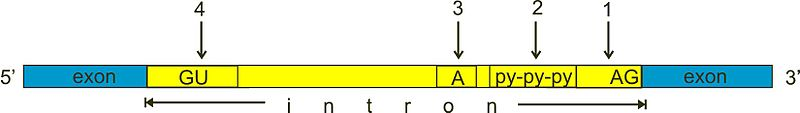 4 3 2 1
5’ exon GU A py-py-py AG exon 3’
i n t r o n